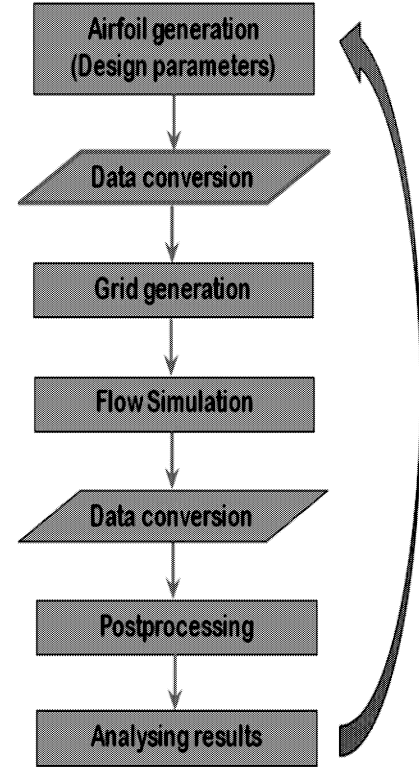 Airfoil generation
(Design parameters)
Data conversion
Grid generation
Flow Simulation
Data conversion
Postprocessing
Analysing results